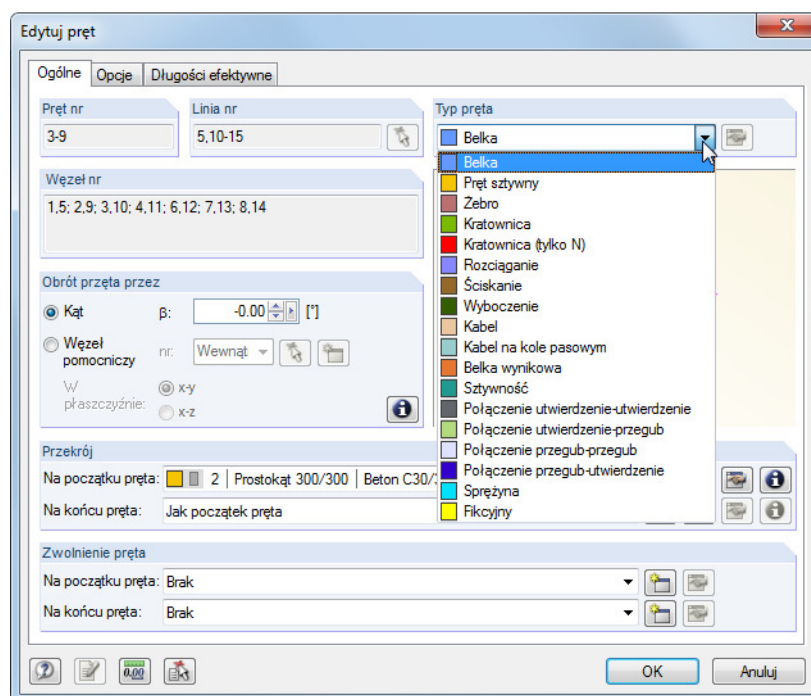 Edytuj pręt
Ogólne Opcje Długości efektywne
Pręt nr
3-9
Linia nr
5,10-15
Typ pręta
Belka
Belka
Pręt sztywny
Żebro
Kratownica
Kratownica (tylko N)
Rozciąganie
Ściskanie
Wyboczenie
Kabel
Kabel na kole pasowym
Belka wynikowa
Sztywność
Połączenie utwierdzenie-utwierdzenie
Połączenie utwierdzenie-przegub
Połączenie przegub-przegub
Połączenie przegub-utwierdzenie
Sprężyna
Fikcyjny
Węzeł nr
1,5; 2,9; 3,10; 4,11; 6,12; 7,13; 8,14
Obrót przęta przez
Kąt β: -0.00 [°]
Węzeł pomocniczy nr: Wewnąt
W płaszczyźnie: x-y
x-z
Przekrój
Na początku pręta: 2 | Prostokąt 300/300 | Beton C30/
Na końcu pręta: Jak początek pręta
Zwolnienie pręta
Na początku pręta: Brak
Na końcu pręta: Brak
0.00
OK Anuluj